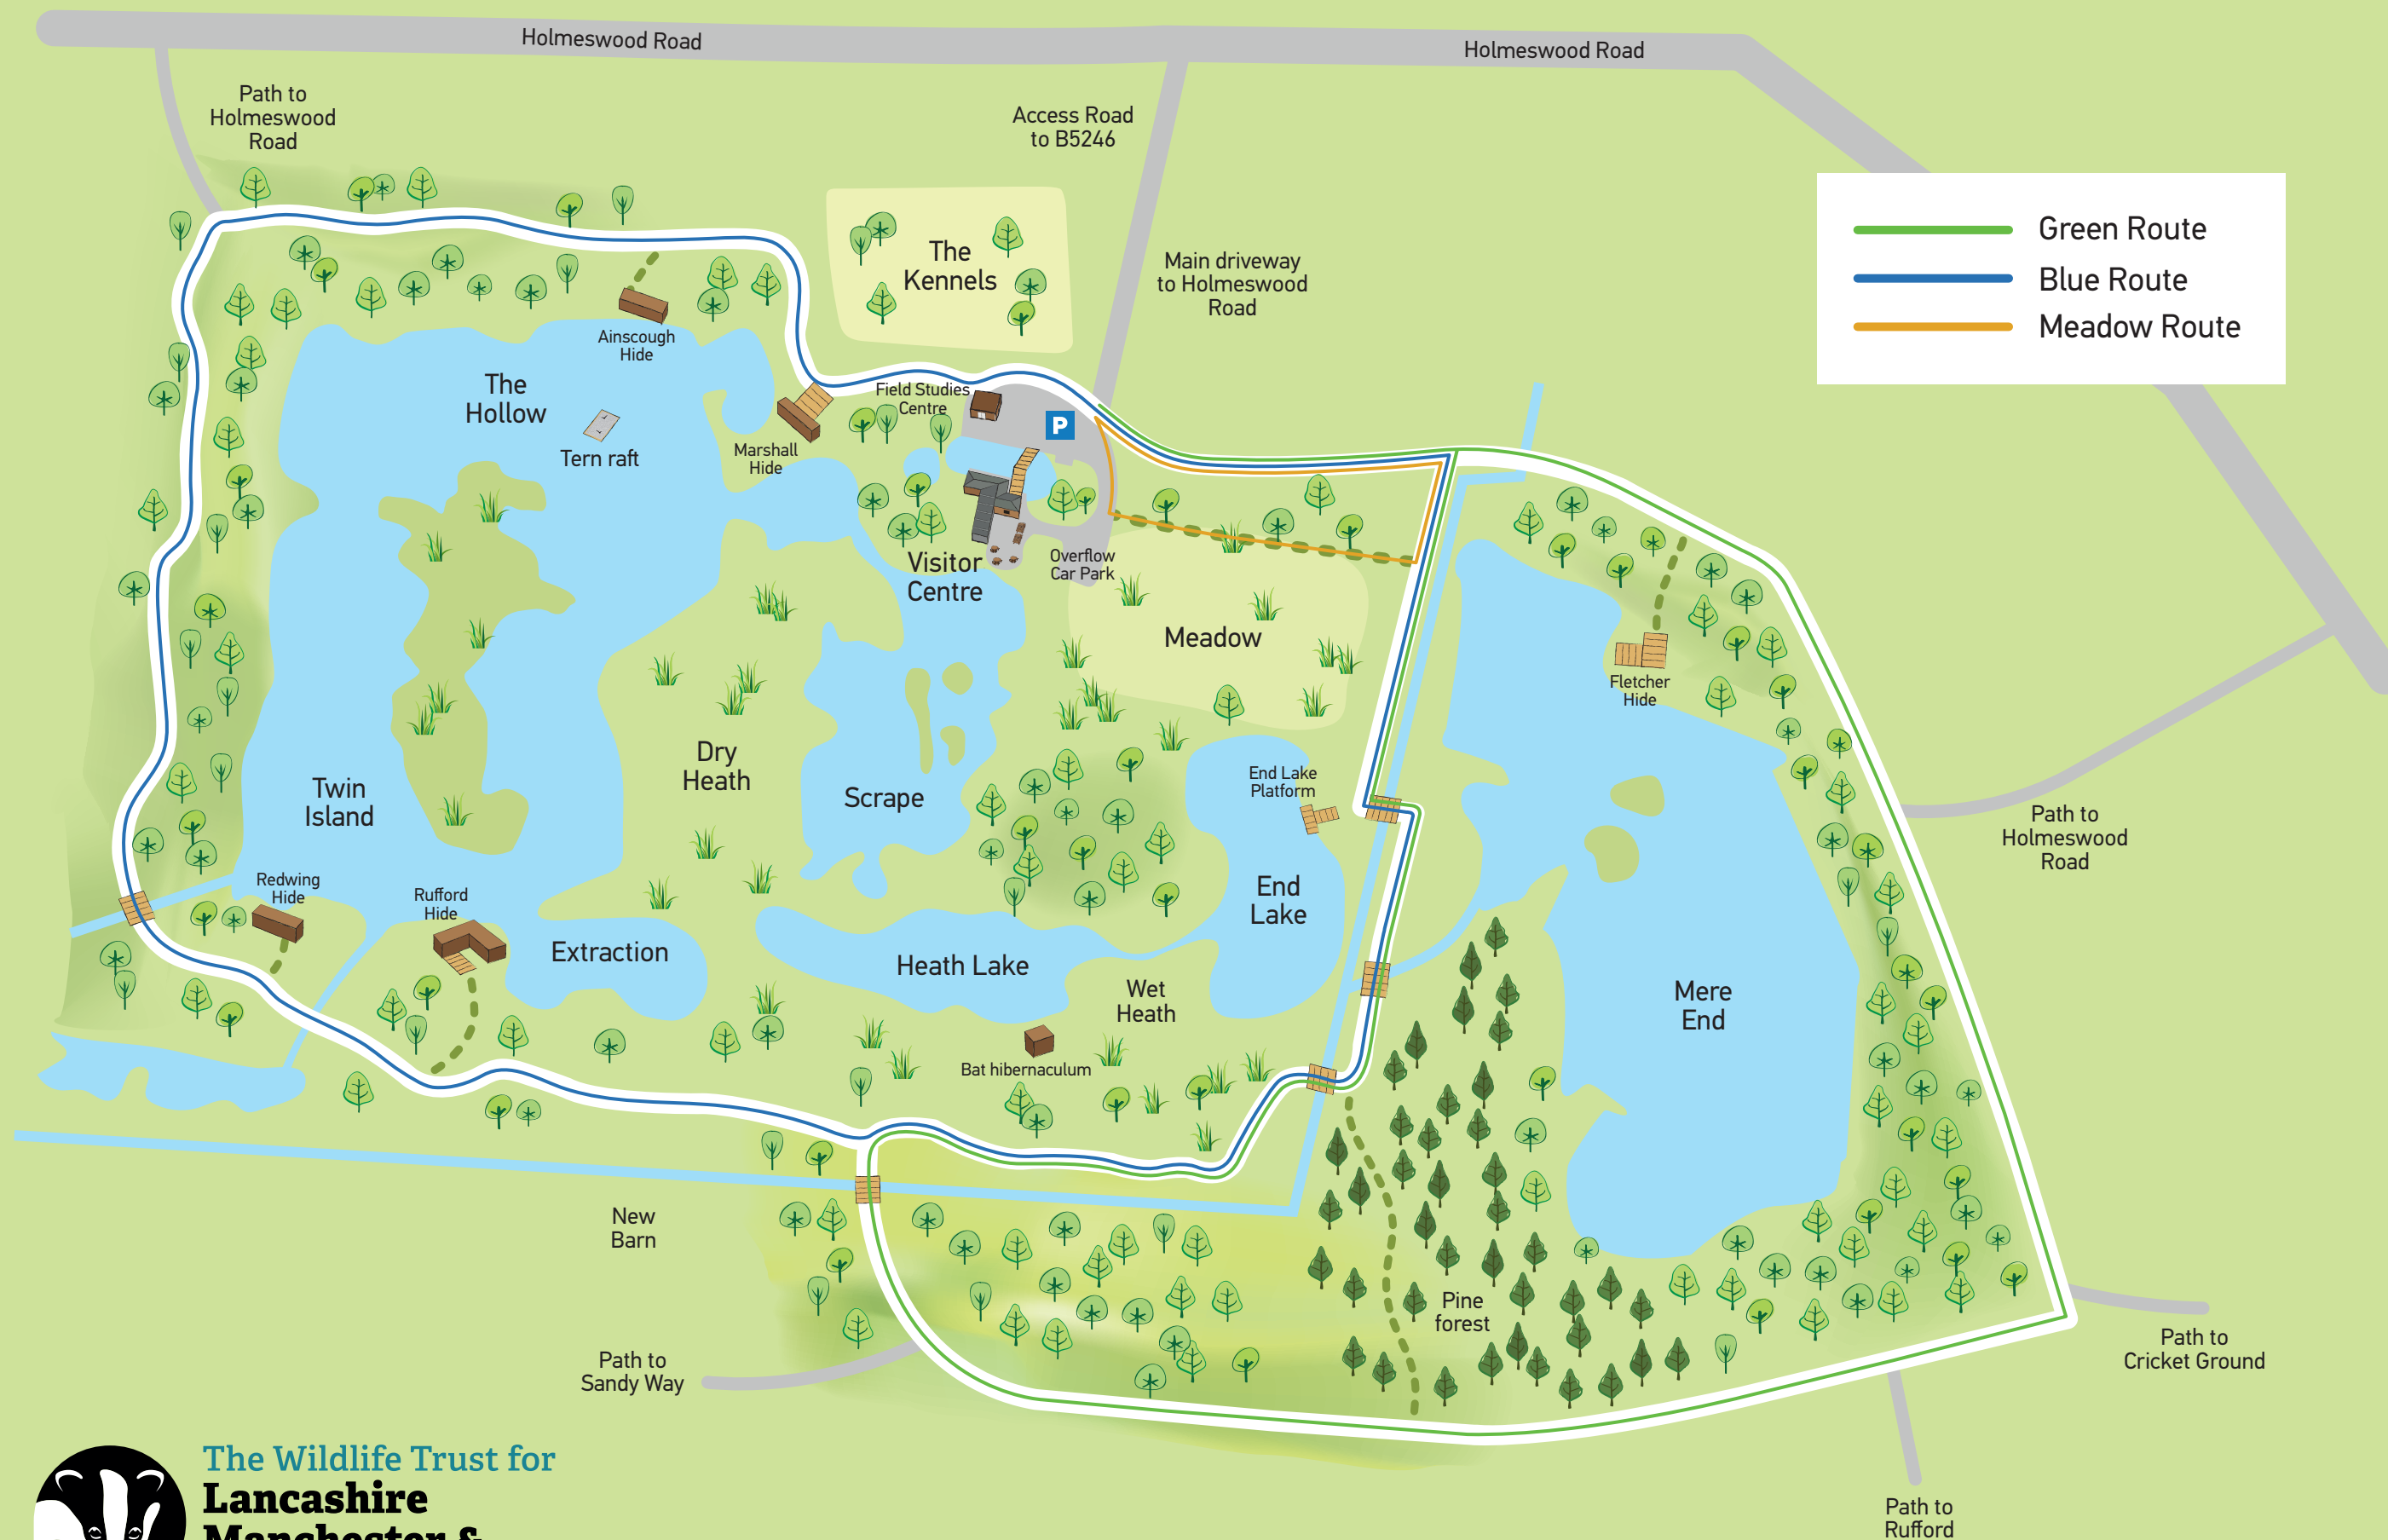 Holmeswood Road
Holmeswood Road
Path to
Holmeswood
Road
Access Road
to B5246
Green Route
Blue Route
Meadow Route
The
Kennels
Main driveway
to Holmeswood
Road
Ainscough
Hide
The
Hollow
Field Studies
Centre
P
Tern raft
Marshall
Hide
Visitor
Centre
Overflow
Car Park
Meadow
Fletcher
Hide
Dry
Heath
Twin
Island
Scrape
End Lake
Platform
Path to
Holmeswood
Road
Redwing
Hide
Rufford
Hide
End
Lake
Extraction
Heath Lake
Wet
Heath
Mere
End
Bat hibernaculum
New
Barn
Pine
forest
Path to
Sandy Way
Path to
Cricket Ground
The Wildlife Trust for
Lancashire
Manchester &
Path to
Rufford